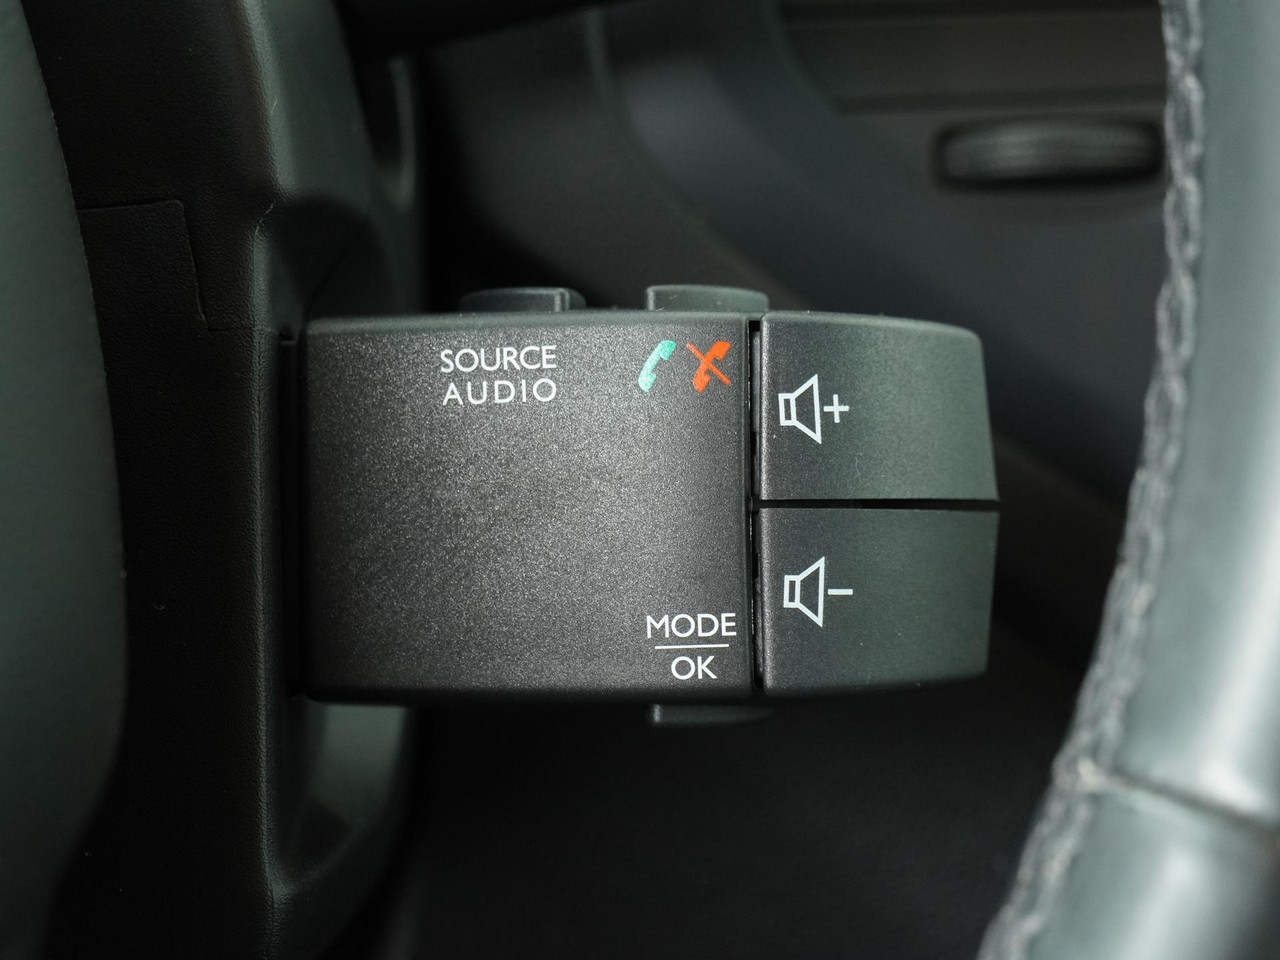 SOURCE
AUDIO
+
-
MODE
OK